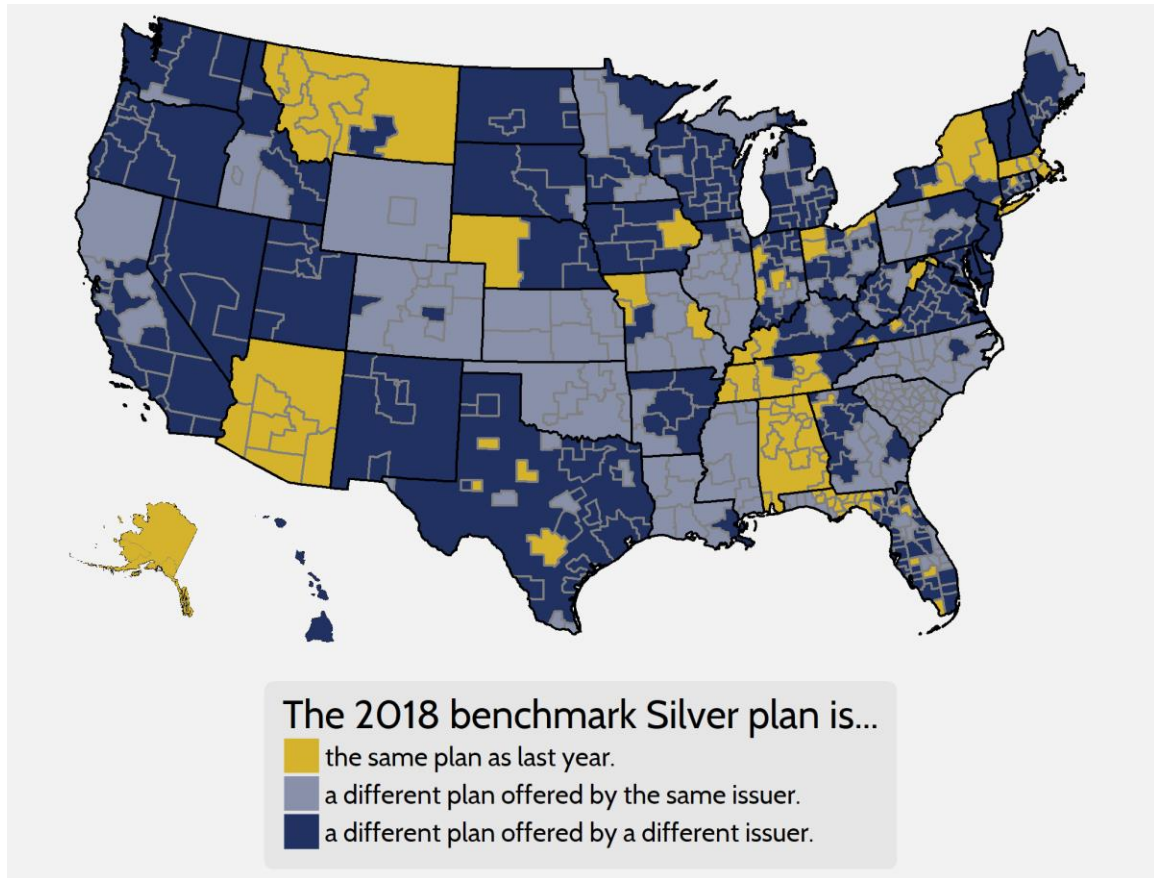 The 2018 benchmark Silver plan is...
the same plan as last year.
a different plan offered by the same issuer.
a different plan offered by a different issuer.